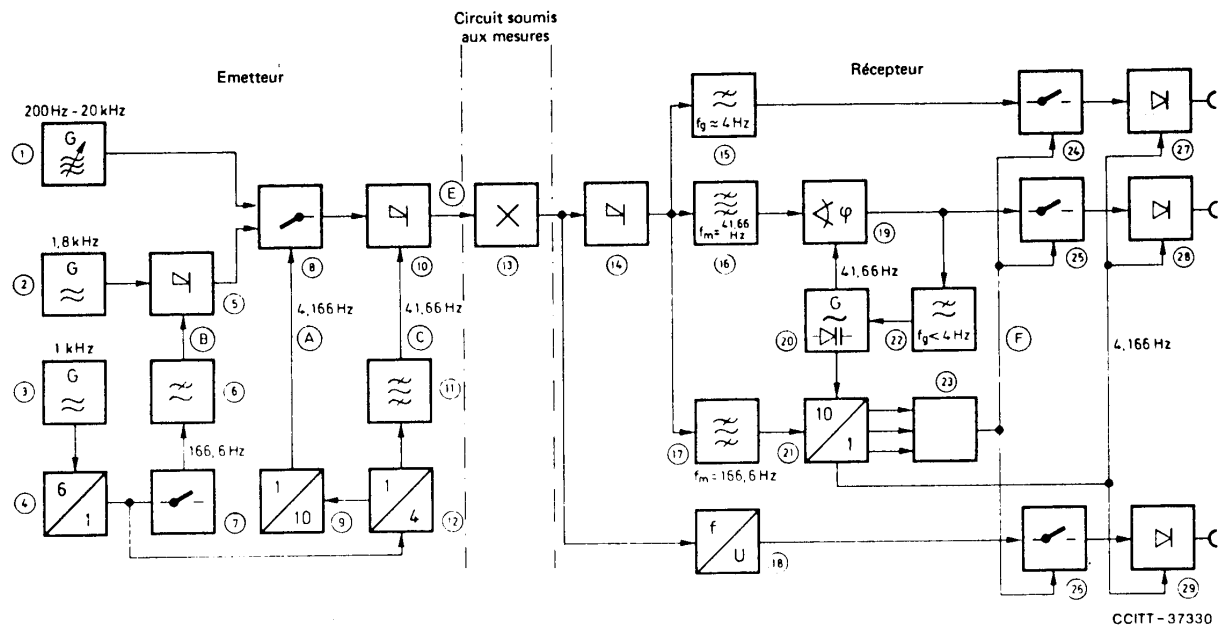 Circuit soumis
aux mesures
Emetteur
Récepteur
200 Hz - 20 kHz
G
1
1,8 kHz
G
2
5
B
1 kHz
G
3
6
166,6 Hz
6
1
4
7
8
4,166 Hz
A
1
10
9
10
41,66 Hz
C
11
1
4
12
E
13
14
fg ≈ 4 Hz
15
41,66
fm = Hz
16
φ
19
41,66 Hz
G
20
fg < 4 Hz
22
17
fm = 166,6 Hz
10
1
21
23
f
U
18
F
4,166 Hz
24
27
25
28
26
29
CCITT - 37330